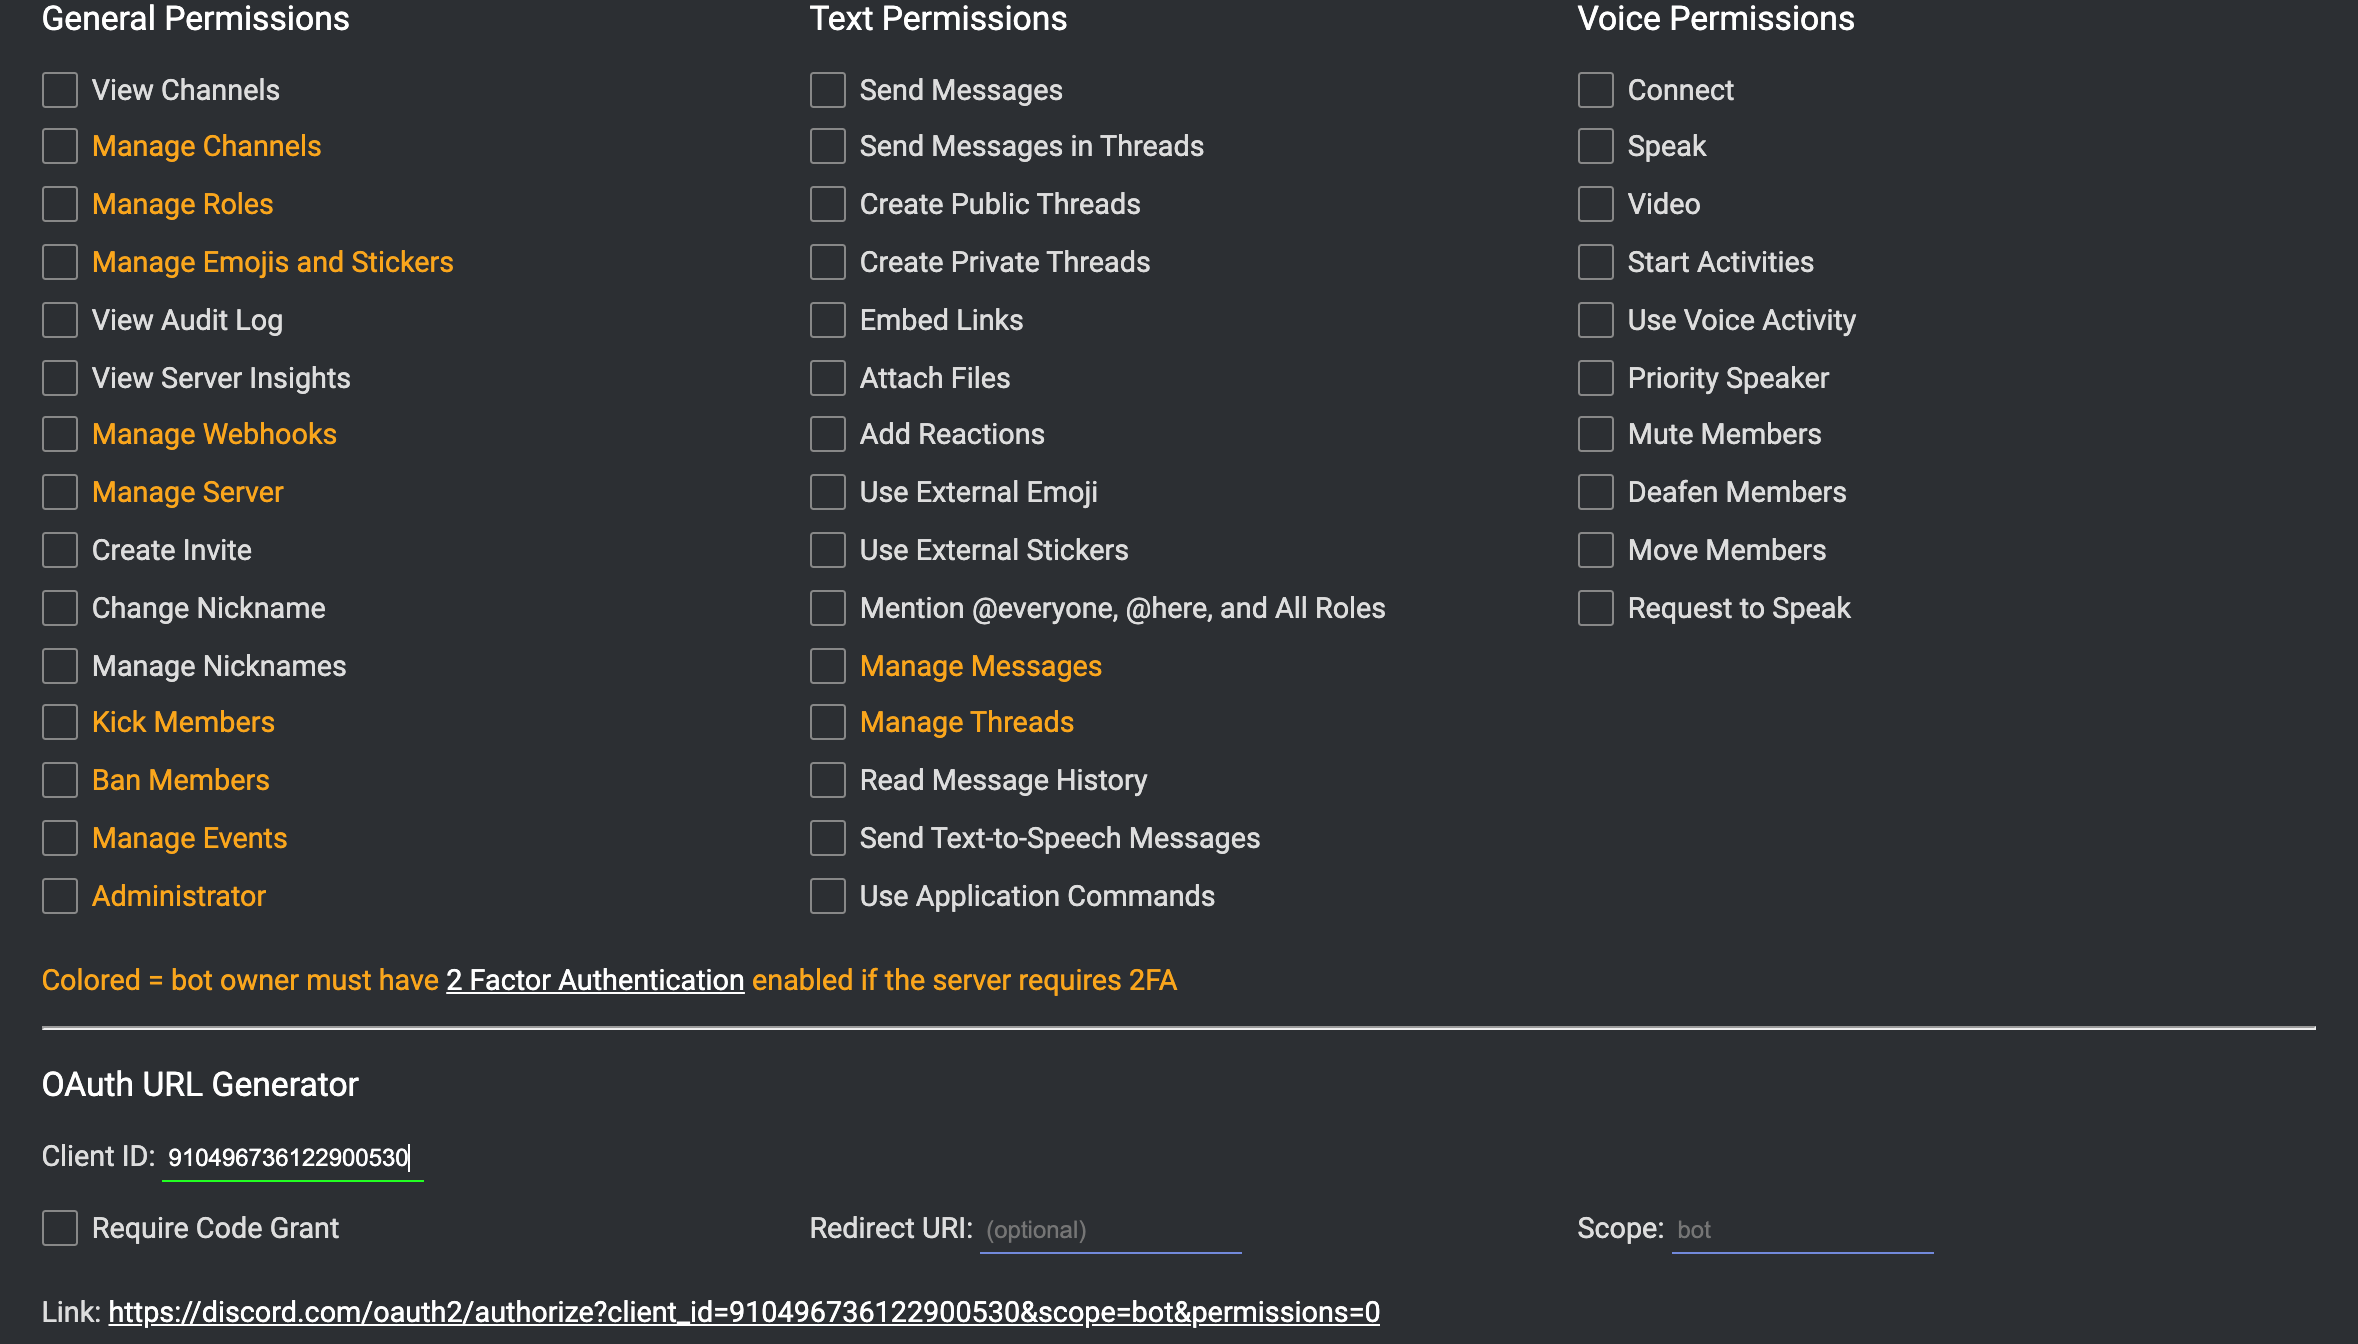 General Permissions
View Channels
Manage Channels
Manage Roles
Manage Emojis and Stickers
View Audit Log
View Server Insights
Manage Webhooks
Manage Server
Create Invite
Change Nickname
Manage Nicknames
Kick Members
Ban Members
Manage Events
Administrator
Text Permissions
Send Messages
Send Messages in Threads
Create Public Threads
Create Private Threads
Embed Links
Attach Files
Add Reactions
Use External Emoji
Use External Stickers
Mention @everyone, @here, and All Roles
Manage Messages
Manage Threads
Read Message History
Send Text-to-Speech Messages
Use Application Commands
Voice Permissions
Connect
Speak
Video
Start Activities
Use Voice Activity
Priority Speaker
Mute Members
Deafen Members
Move Members
Request to Speak
Colored = bot owner must have 2 Factor Authentication enabled if the server requires 2FA
OAuth URL Generator
Client ID: 910496736122900530
Require Code Grant
Redirect URI: (optional)
Scope: bot
Link: https://discord.com/oauth2/authorize?client_id=910496736122900530&scope=bot&permissions=0